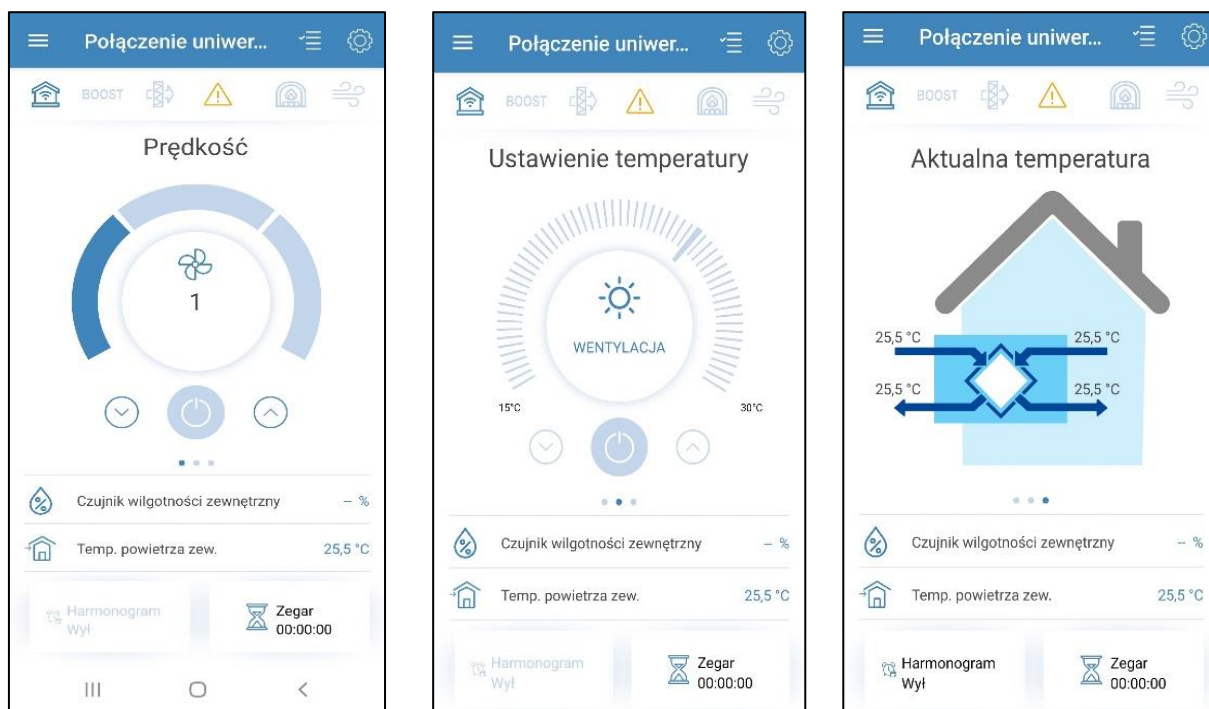 Połączenie uniwer...
BOOST
Prędkość
1
Czujnik wilgotności zewnętrzny – %
Temp. powietrza zew. 25,5 °C
Harmonogram
Wył
Zegar
00:00:00
Połączenie uniwer...
BOOST
Ustawienie temperatury
WENTYLACJA
15°C 30°C
Czujnik wilgotności zewnętrzny – %
Temp. powietrza zew. 25,5 °C
Harmonogram
Wył
Zegar
00:00:00
Połączenie uniwer...
BOOST
Aktualna temperatura
25,5 °C 25,5 °C
25,5 °C 25,5 °C
Czujnik wilgotności zewnętrzny – %
Temp. powietrza zew. 25,5 °C
Harmonogram
Wył
Zegar
00:00:00